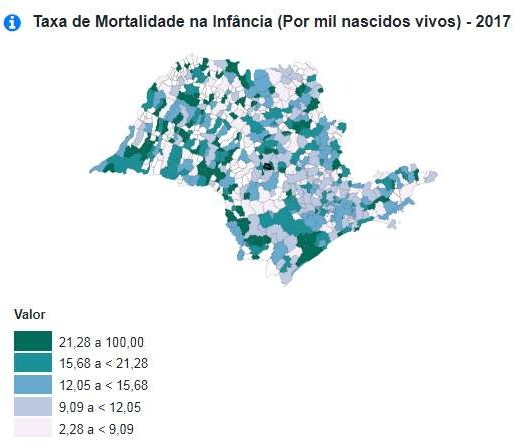 Taxa de Mortalidade na Infância (Por mil nascidos vivos) - 2017
Valor
21,28 a 100,00
15,68 a < 21,28
12,05 a < 15,68
9,09 a < 12,05
2,28 a < 9,09